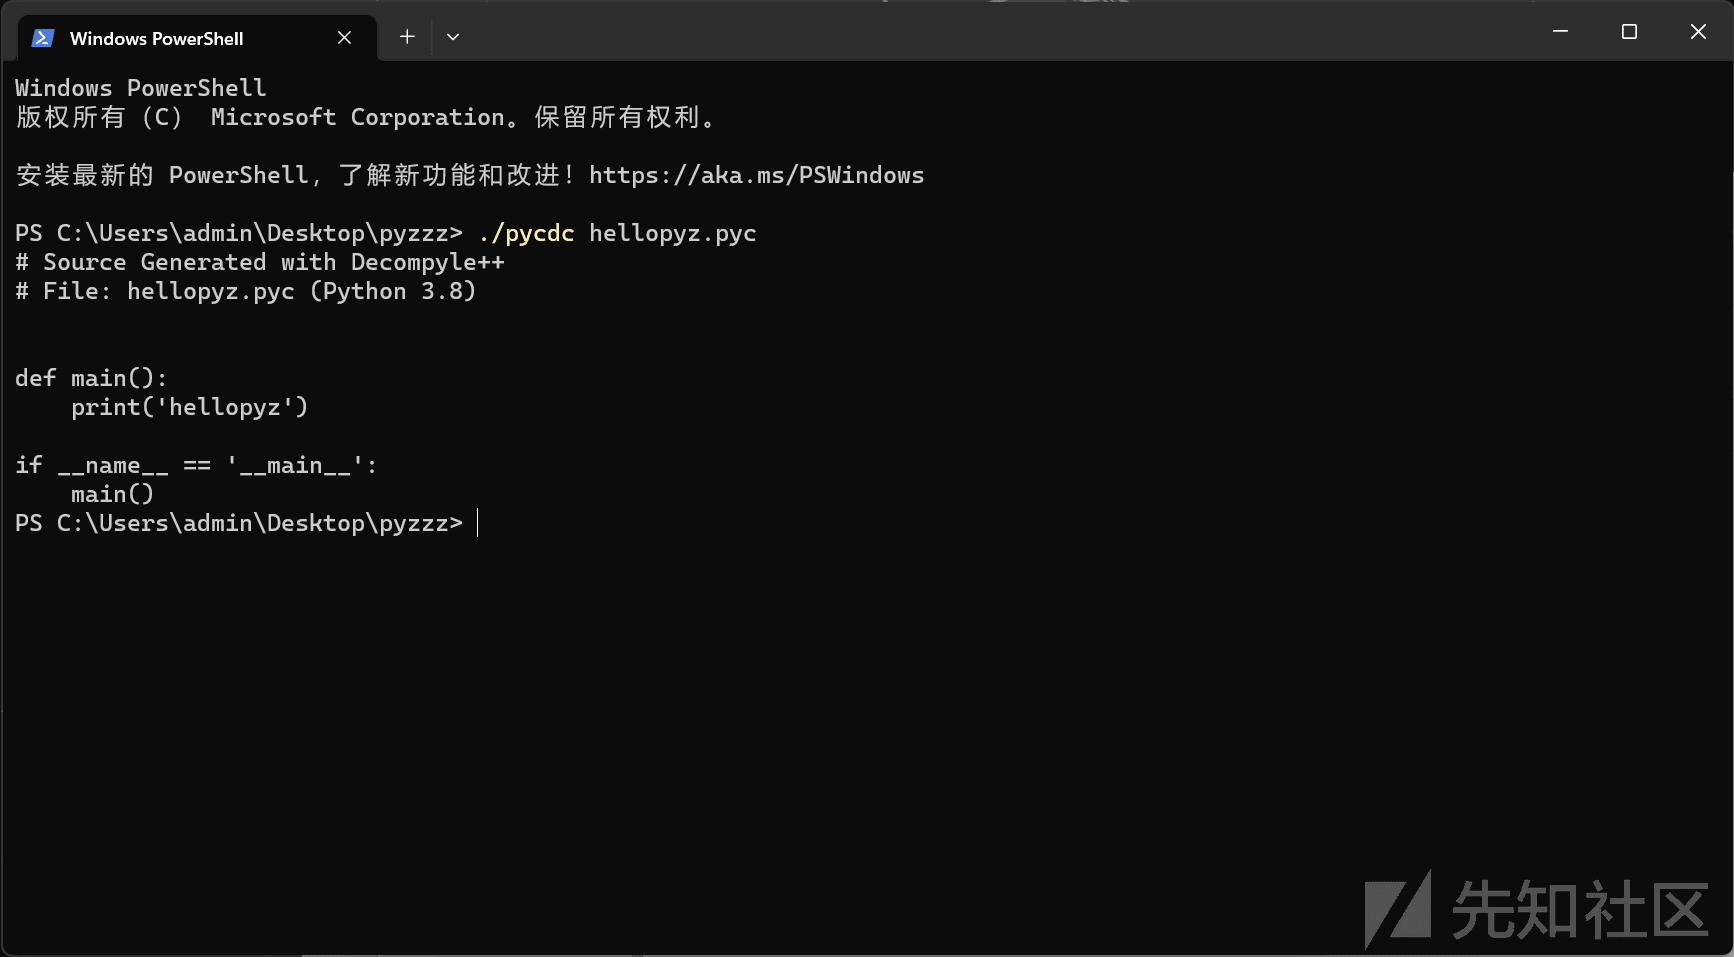 Windows PowerShell
Windows PowerShell
版权所有（C） Microsoft Corporation。保留所有权利。
安装最新的 PowerShell，了解新功能和改进！https://aka.ms/PSWindows
PS C:\Users\admin\Desktop\pyzzz> ./pycdc hellopyz.pyc
# Source Generated with Decompyle++
# File: hellopyz.pyc (Python 3.8)
def main():
    print('hellopyz')
if __name__ == '__main__':
    main()
PS C:\Users\admin\Desktop\pyzzz>
先知社区